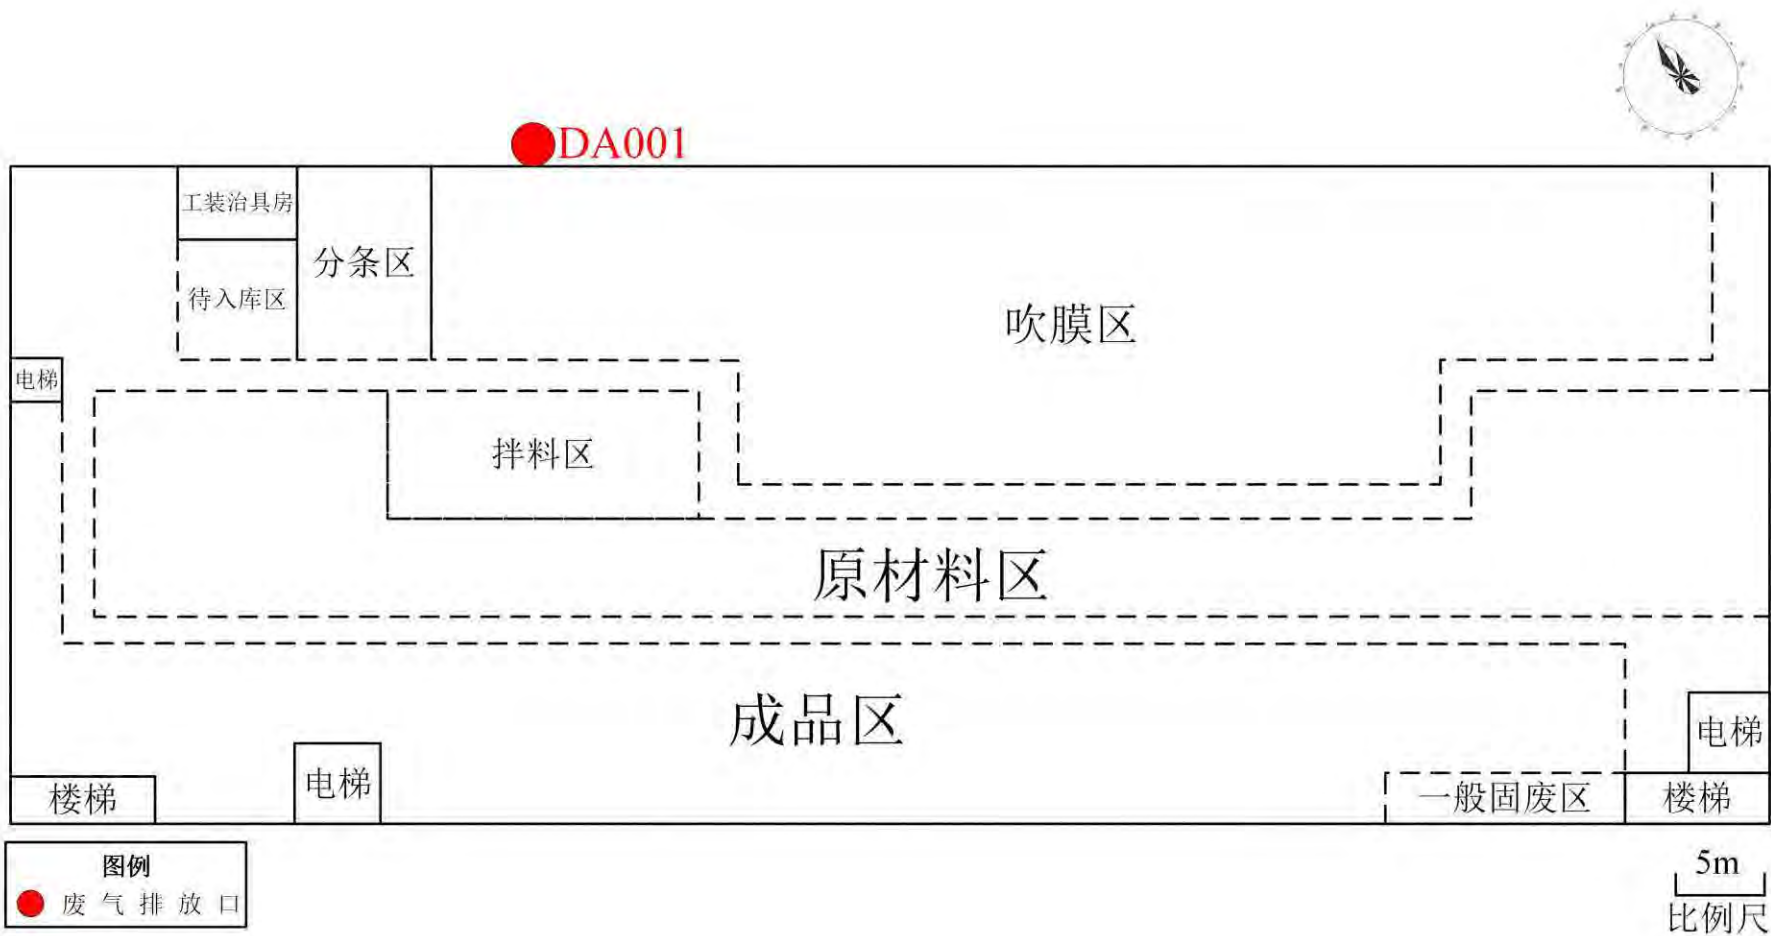 DA001
工装治具房
分条区
待入库区
吹膜区
电梯
拌料区
原材料区
成品区
电梯
电梯
楼梯
一般固废区
楼梯
图例
废气排放口
5m
比例尺